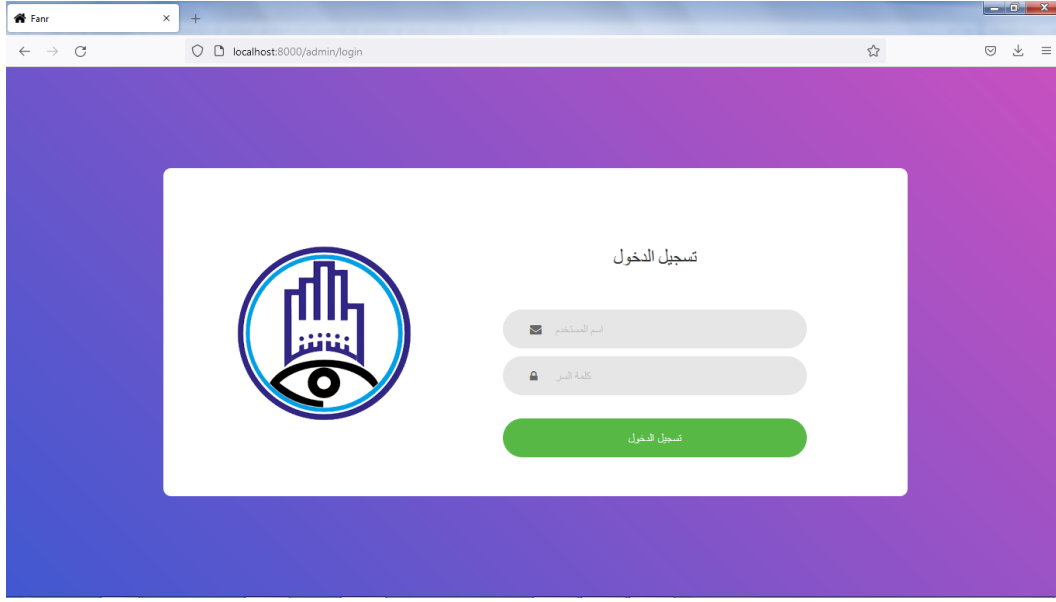 Fanr
localhost:8000/admin/login
تسجيل الدخول
اسم المستخدم
كلمة السر
تسجيل الدخول